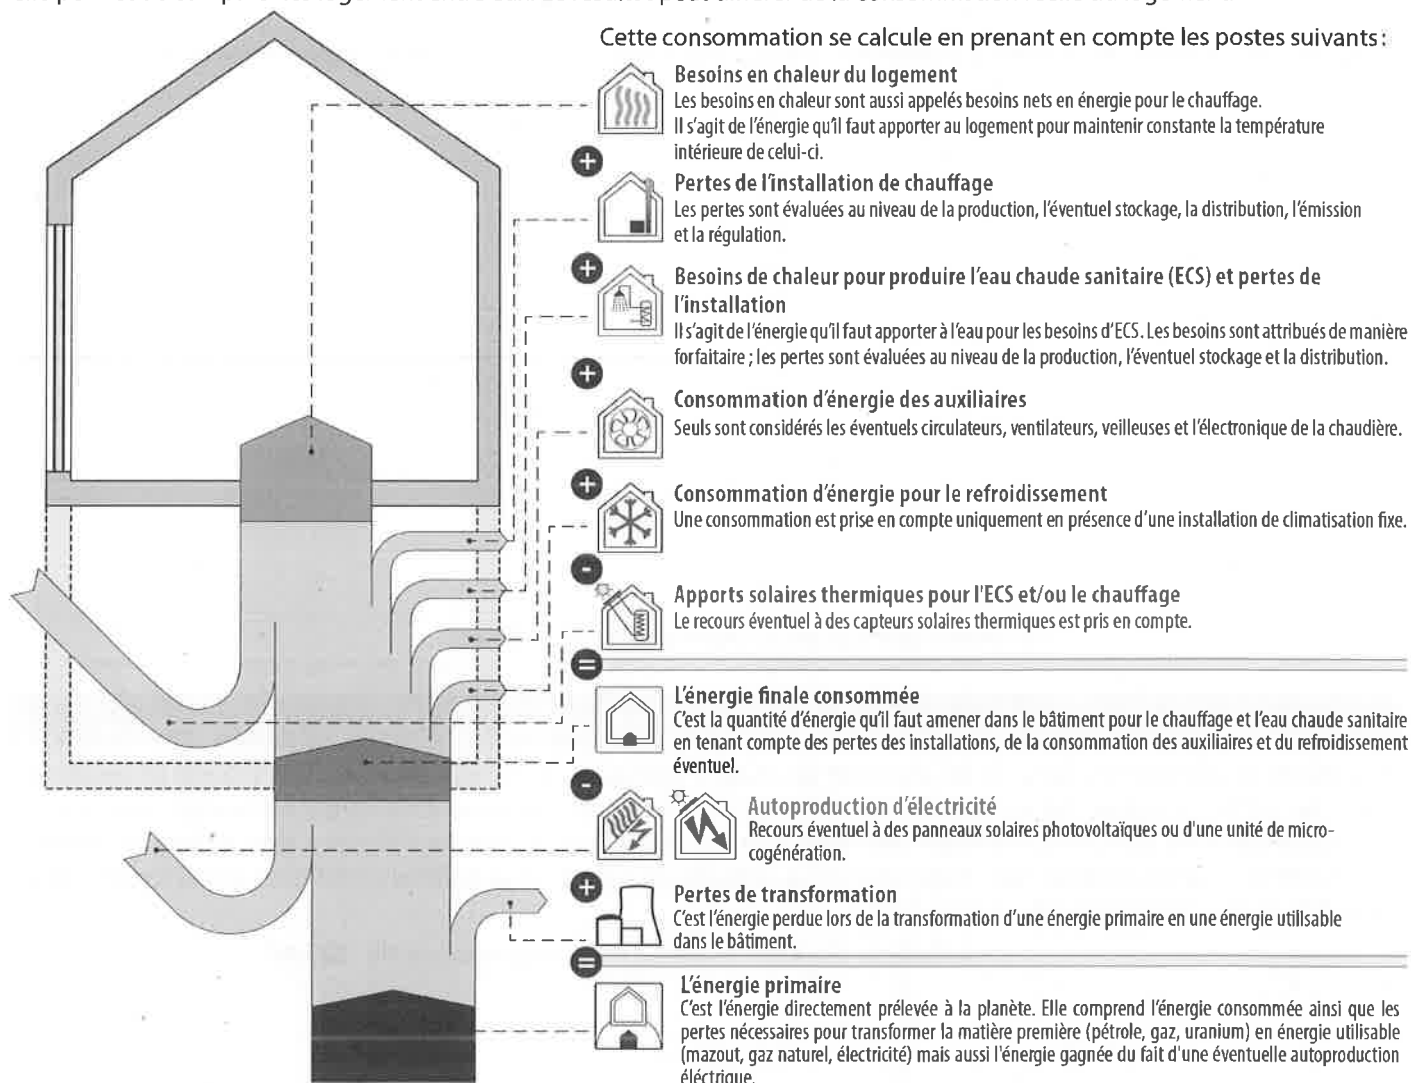 Cette consommation se calcule en prenant en compte les postes suivants :
Besoins en chaleur du logement
Les besoins en chaleur sont aussi appelés besoins nets en énergie pour le chauffage.
Il s'agit de l'énergie qu'il faut apporter au logement pour maintenir constante la température
intérieure de celui-ci.
+
Pertes de l'installation de chauffage
Les pertes sont évaluées au niveau de la production, l'éventuel stockage, la distribution, l'émission
et la régulation.
+
Besoins de chaleur pour produire l'eau chaude sanitaire (ECS) et pertes de
l'installation
Il s'agit de l'énergie qu'il faut apporter à l'eau pour les besoins d'ECS. Les besoins sont attribués de manière
forfaitaire ; les pertes sont évaluées au niveau de la production, l'éventuel stockage et la distribution.
+
Consommation d'énergie des auxiliaires
Seuls sont considérés les éventuels circulateurs, ventilateurs, veilleuses et l'électronique de la chaudière.
+
Consommation d'énergie pour le refroidissement
Une consommation est prise en compte uniquement en présence d'une installation de climatisation fixe.
-
Apports solaires thermiques pour l'ECS et/ou le chauffage
Le recours éventuel à des capteurs solaires thermiques est pris en compte.
=
L'énergie finale consommée
C'est la quantité d'énergie qu'il faut amener dans le bâtiment pour le chauffage et l'eau chaude sanitaire
en tenant compte des pertes des installations, de la consommation des auxiliaires et du refroidissement
éventuel.
-
Autoproduction d'électricité
Recours éventuel à des panneaux solaires photovoltaïques ou d'une unité de micro-
cogénération.
+
Pertes de transformation
C'est l'énergie perdue lors de la transformation d'une énergie primaire en une énergie utilisable
dans le bâtiment.
=
L'énergie primaire
C'est l'énergie directement prélevée à la planète. Elle comprend l'énergie consommée ainsi que les
pertes nécessaires pour transformer la matière première (pétrole, gaz, uranium) en énergie utilisable
(mazout, gaz naturel, électricité) mais aussi l'énergie gagnée du fait d'une éventuelle autoproduction
éléctrique.